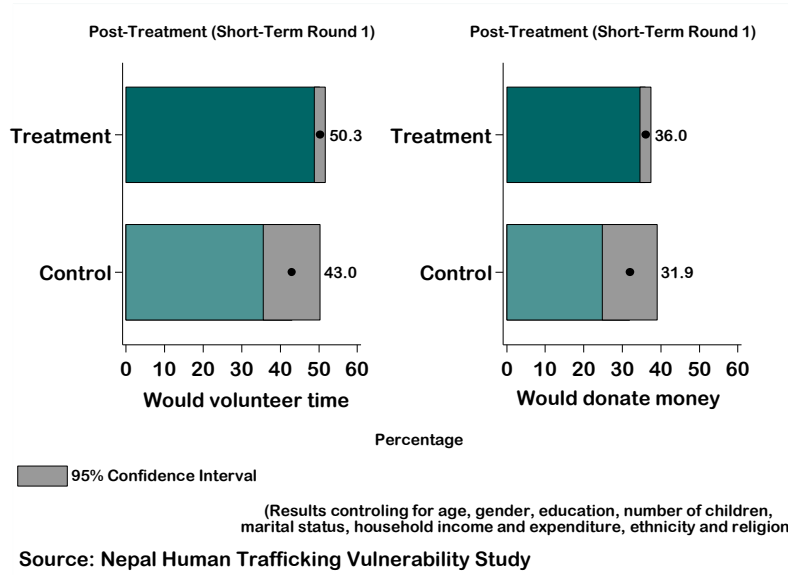 Post-Treatment (Short-Term Round 1)
Treatment
50.3
Control
43.0
0 10 20 30 40 50 60
Would volunteer time
Post-Treatment (Short-Term Round 1)
Treatment
36.0
Control
31.9
0 10 20 30 40 50 60
Would donate money
Percentage
95% Confidence Interval
(Results controling for age, gender, education, number of children,
marital status, household income and expenditure, ethnicity and religion
Source: Nepal Human Trafficking Vulnerability Study